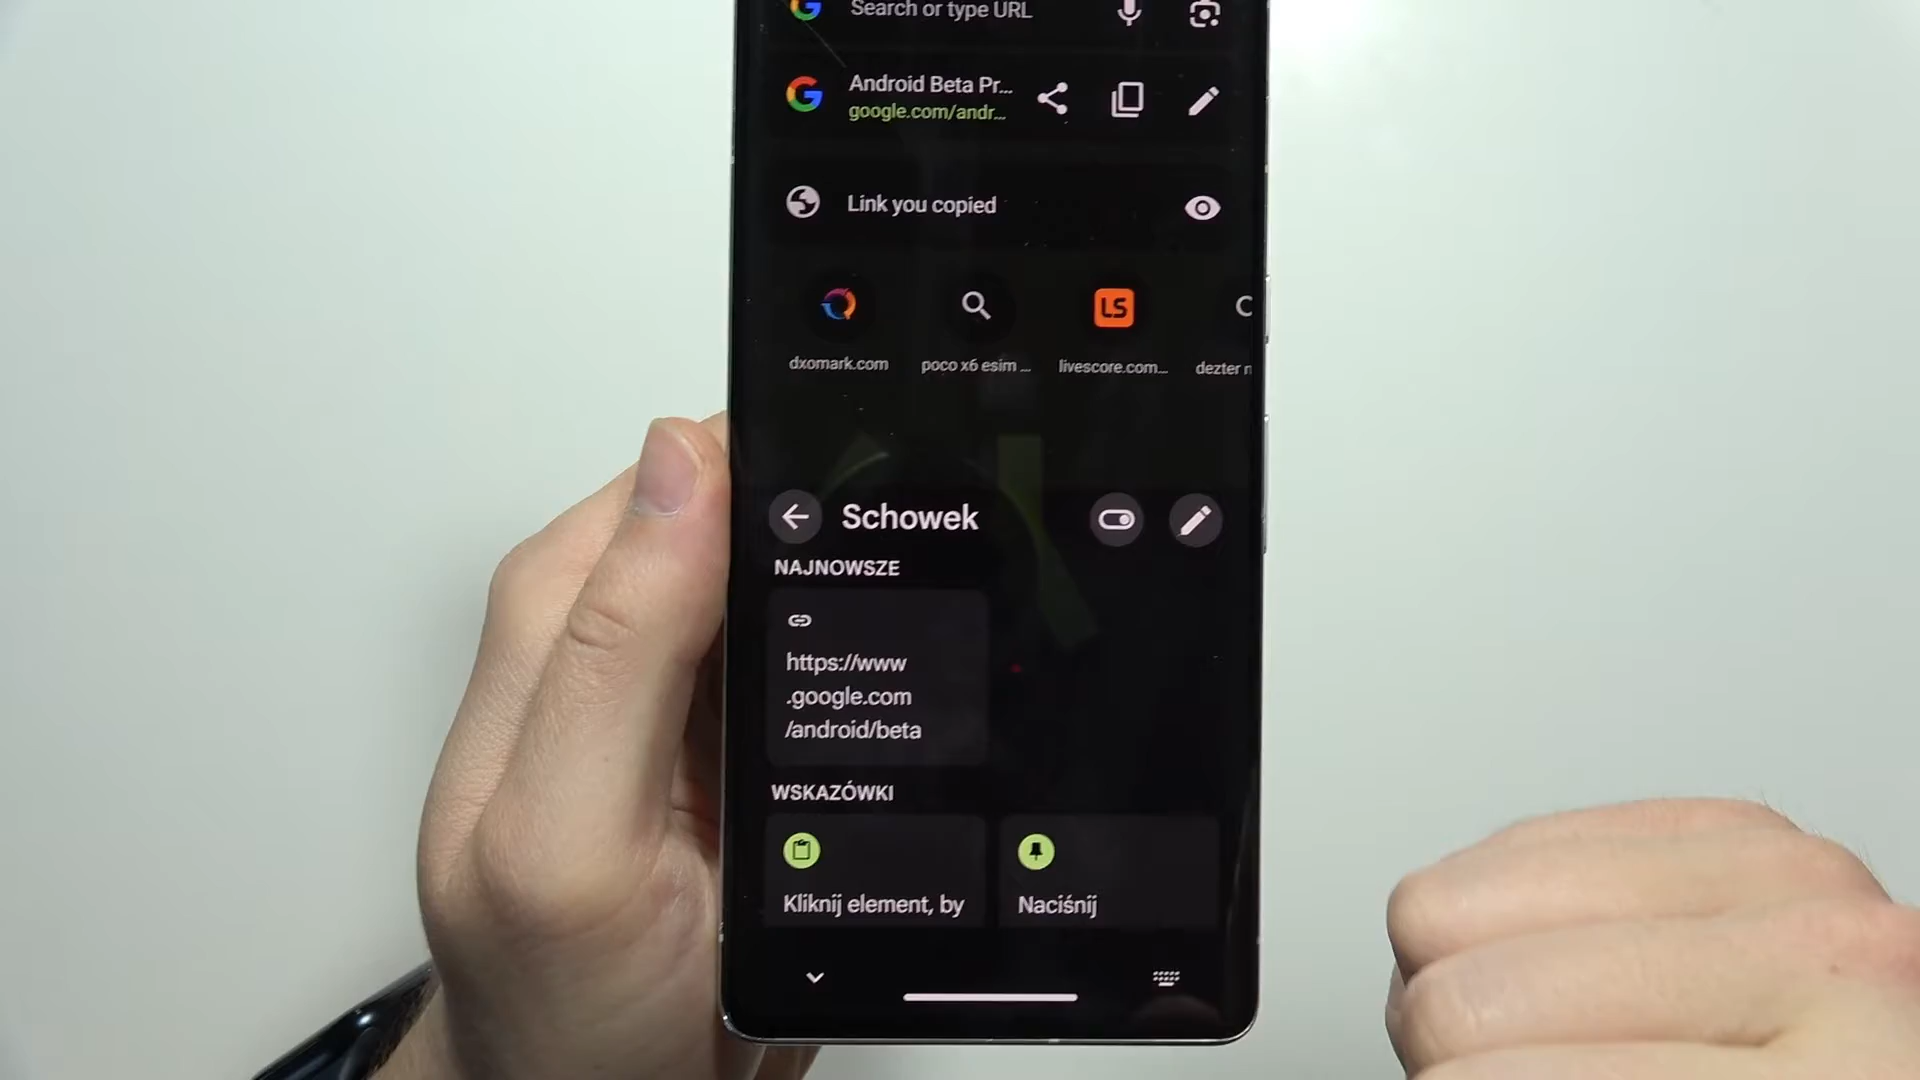 Search or type URL
Android Beta Pr...
google.com/andr...
Link you copied
LS
dxomark.com
poco x6 esim ...
livescore.com...
dezter n
Schowek
NAJNOWSZE
https://www
.google.com
/android/beta
WSKAZÓWKI
Kliknij element, by
Naciśnij